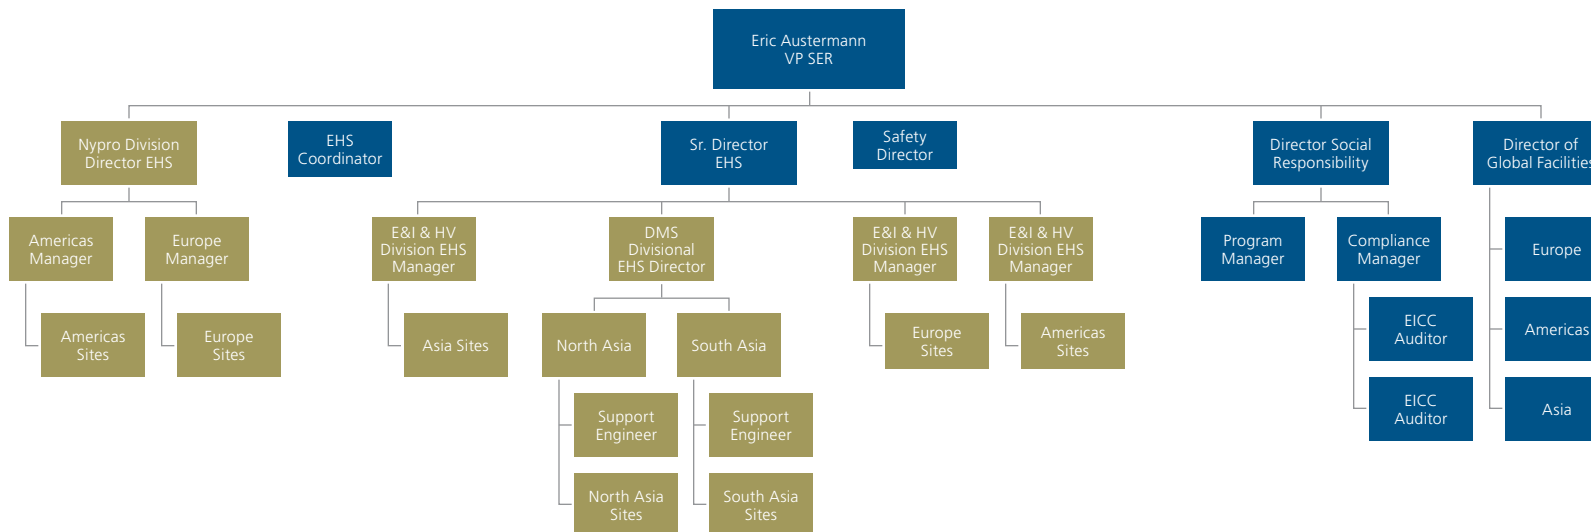 Eric Austermann
VP SER
Nypro Division
Director EHS
EHS
Coordinator
Sr. Director
EHS
Safety
Director
Director Social
Responsibility
Director of
Global Facilities
Americas
Manager
Europe
Manager
E&I & HV
Division EHS
Manager
DMS
Divisional
EHS Director
E&I & HV
Division EHS
Manager
E&I & HV
Division EHS
Manager
Program
Manager
Compliance
Manager
Europe
Americas
Sites
Europe
Sites
Asia Sites
North Asia
South Asia
Europe
Sites
Americas
Sites
EICC
Auditor
Americas
Support
Engineer
Support
Engineer
EICC
Auditor
Asia
North Asia
Sites
South Asia
Sites